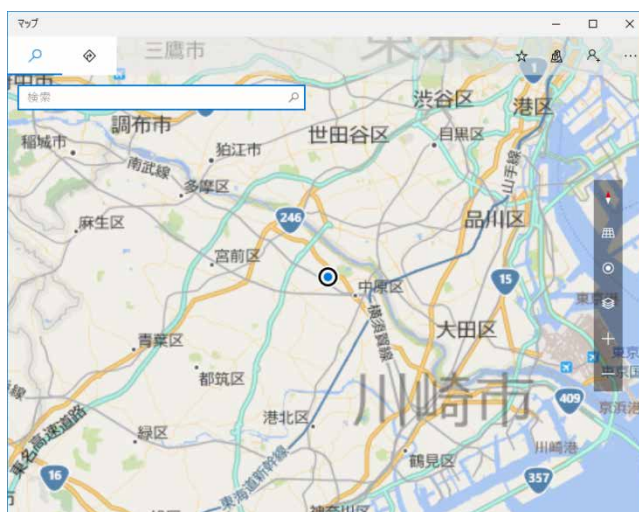 マップ
三鷹市
検索
1
渋谷区
港区
調布市
世田谷区
目黒区
稲城市
狛江市
南武線
多摩区
山手線
麻生区
246
品川区
宮前区
15
中原区
横須賀線
大田区
青葉区
都筑区
川崎市
409
港北区
緑区
川崎港
東名高速道路
鶴見区
16
東海道新幹線
357